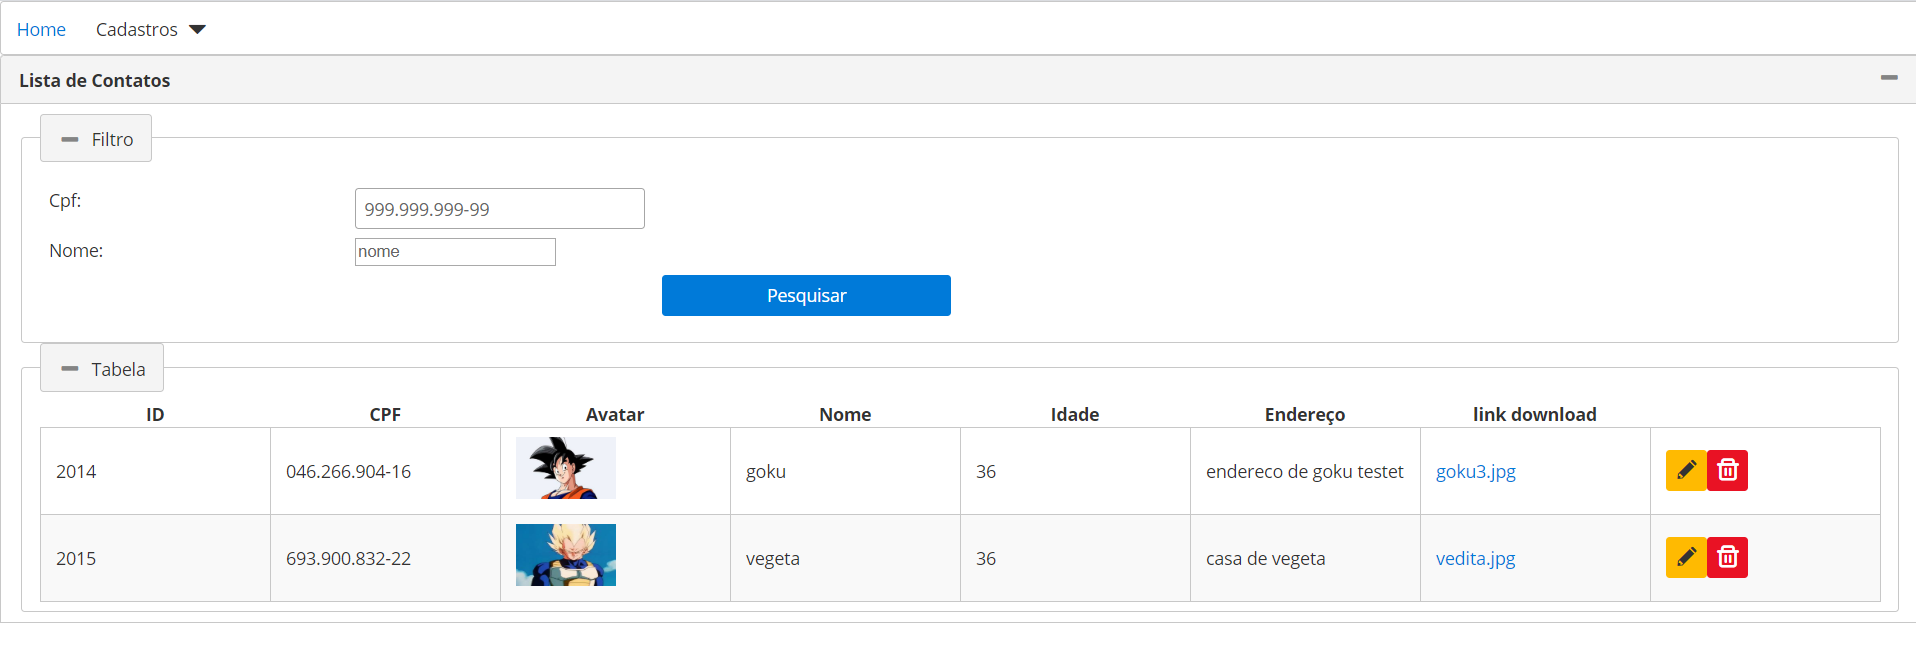 Home Cadastros
Lista de Contatos
Filtro
Cpf: 999.999.999-99
Nome: nome
Pesquisar
Tabela
ID CPF Avatar Nome Idade Endereço link download
2014 046.266.904-16 goku 36 endereco de goku testet goku3.jpg
2015 693.900.832-22 vegeta 36 casa de vegeta vedita.jpg